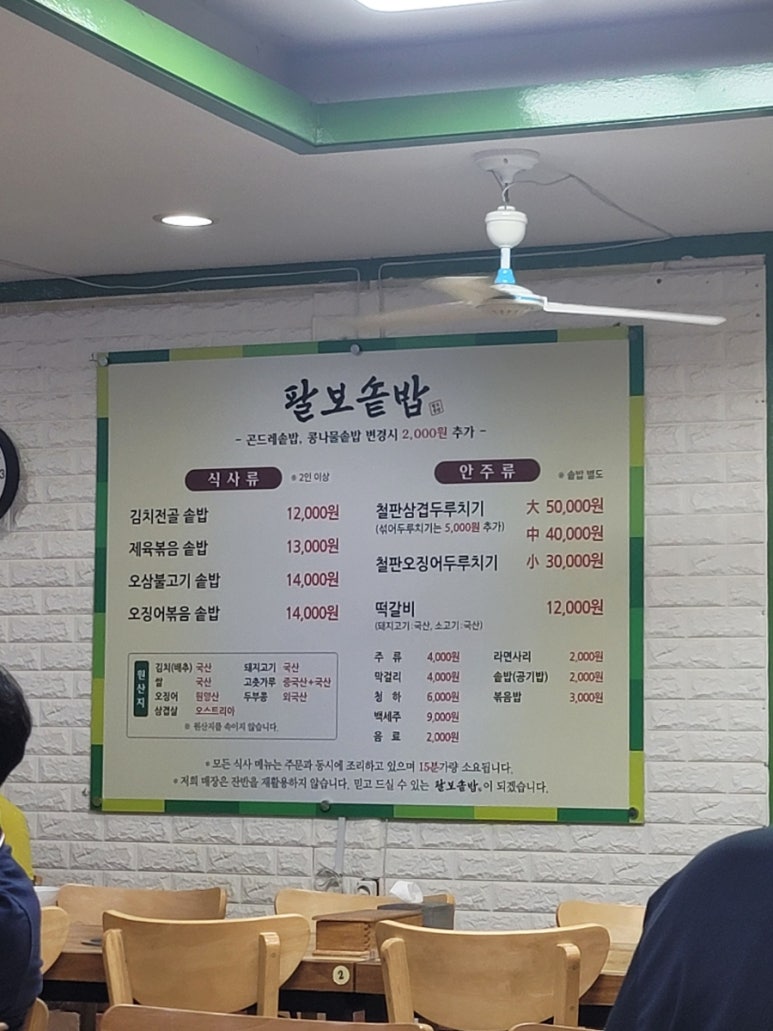 팔보솥밥
- 곤드레솥밥, 콩나물솥밥 변경시 2,000원 추가 -
식사류 ※ 2인 이상
김치전골 솥밥 12,000원
제육볶음 솥밥 13,000원
오삼불고기 솥밥 14,000원
오징어볶음 솥밥 14,000원
안주류 ※ 솥밥 별도
철판삼겹두루치기 大 50,000원
(섞어두루치기는 5,000원 추가)
中 40,000원
철판오징어두루치기 小 30,000원
떡갈비 12,000원
(돼지고기:국산, 소고기:국산)
원산지
김치(배추) 국산 돼지고기 국산
쌀 국산 고춧가루 중국산+국산
오징어 원양산 두부콩 외국산
삼겹살 오스트리아
※ 원산지를 속이지 않습니다.
주 류 4,000원 라면사리 2,000원
막걸리 4,000원 솥밥(공기밥) 2,000원
청 하 6,000원 볶음밥 3,000원
백세주 9,000원
음 료 2,000원
※ 모든 식사 메뉴는 주문과 동시에 조리하고 있으며 15분가량 소요됩니다.
※ 저희 매장은 잔반을 재활용하지 않습니다. 믿고 드실 수 있는 팔보솥밥이 되겠습니다.
2
3